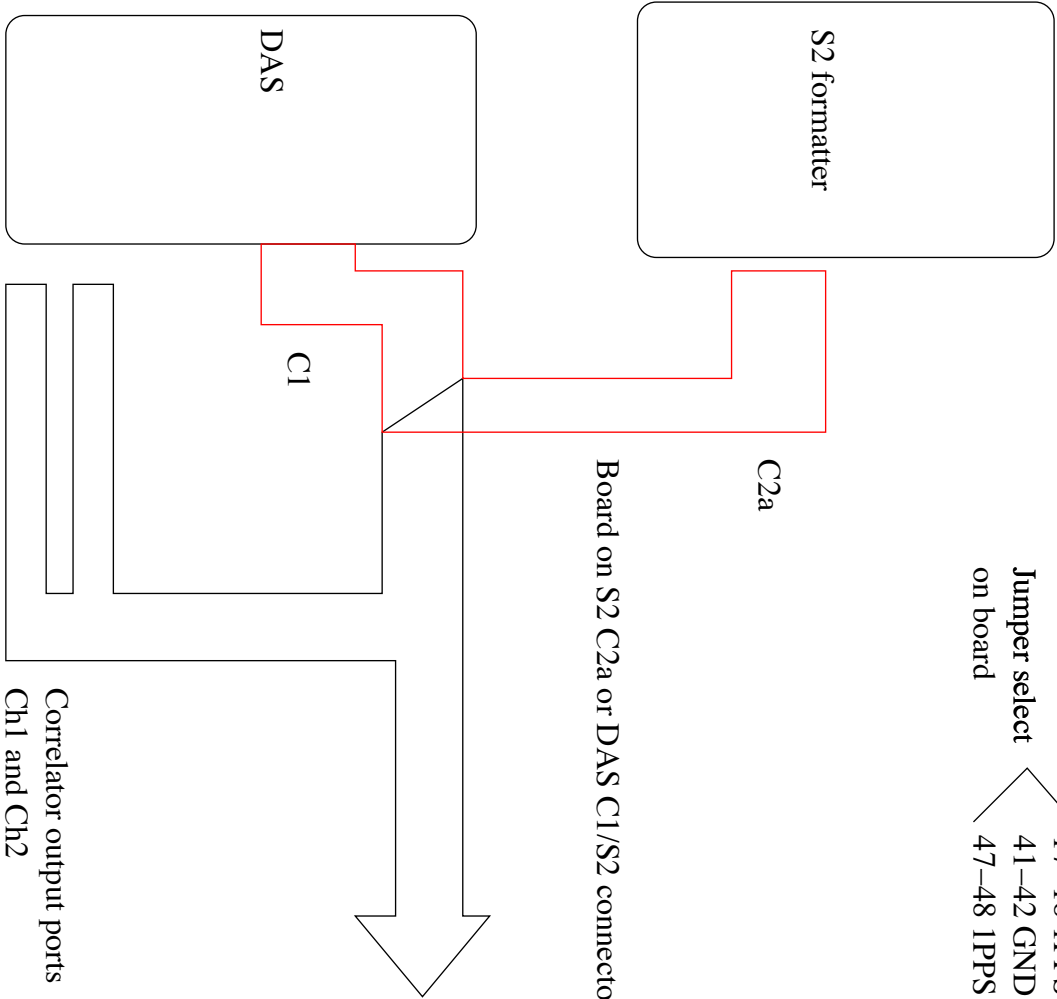 S2 formatter
DAS
C1
C2a
Board on S2 C2a or DAS C1/S2
Jumper select
on board
41–42 GND
47–48 1PPS
Correlator output ports
Ch1 and Ch2